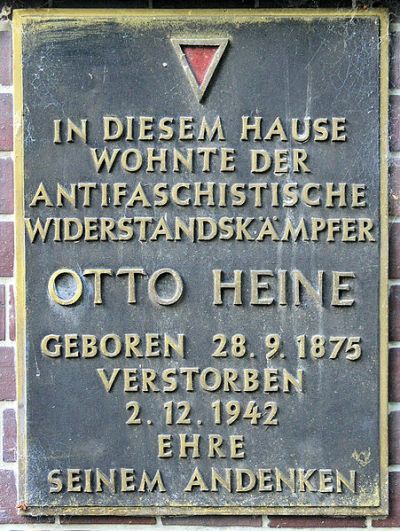 IN DIESEM HAUSE
WOHNTE DER
ANTIFASCHISTISCHE
WIDERSTANDSKÄMPFER
OTTO HEINE
GEBOREN 28. 9. 1875
VERSTORBEN
2. 12. 1942
EHRE
SEINEM ANDENKEN